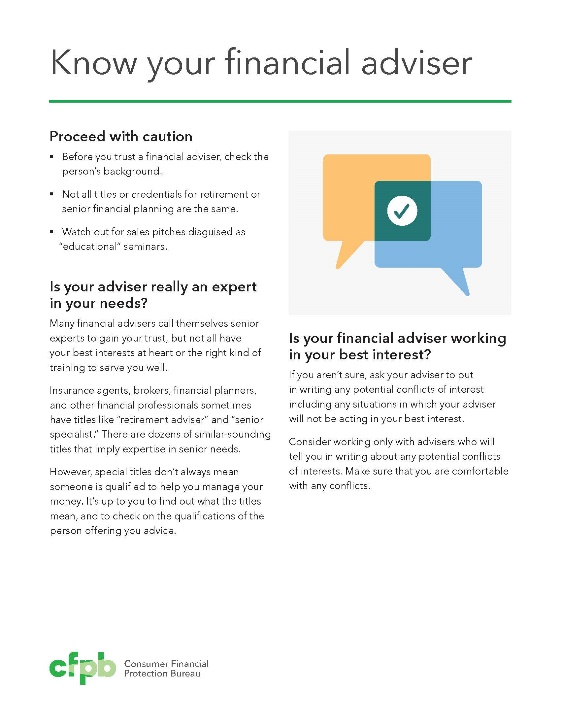 Know your financial adviser
Proceed with caution
▪ Before you trust a financial adviser, check the
person's background.
▪ Not all titles or credentials for retirement or
senior financial planning are the same.
▪ Watch out for sales pitches disguised as
"educational" seminars.
Is your adviser really an expert
in your needs?
Many financial advisers call themselves senior
experts to gain your trust, but not all have
your best interests at heart or the right kind of
training to serve you well.
Insurance agents, brokers, financial planners,
and other financial professionals sometimes
have titles like "retirement adviser" and "senior
specialist." There are dozens of similar-sounding
titles that imply expertise in senior needs.
However, special titles don't always mean
someone is qualified to help you manage your
money. It's up to you to find out what the titles
mean, and to check on the qualifications of the
person offering you advice.
Is your financial adviser working
in your best interest?
If you aren't sure, ask your adviser to put
in writing any potential conflicts of interest
including any situations in which your adviser
will not be acting in your best interest.
Consider working only with advisers who will
tell you in writing about any potential conflicts
of interests. Make sure that you are comfortable
with any conflicts.
cfpb
Consumer Financial
Protection Bureau